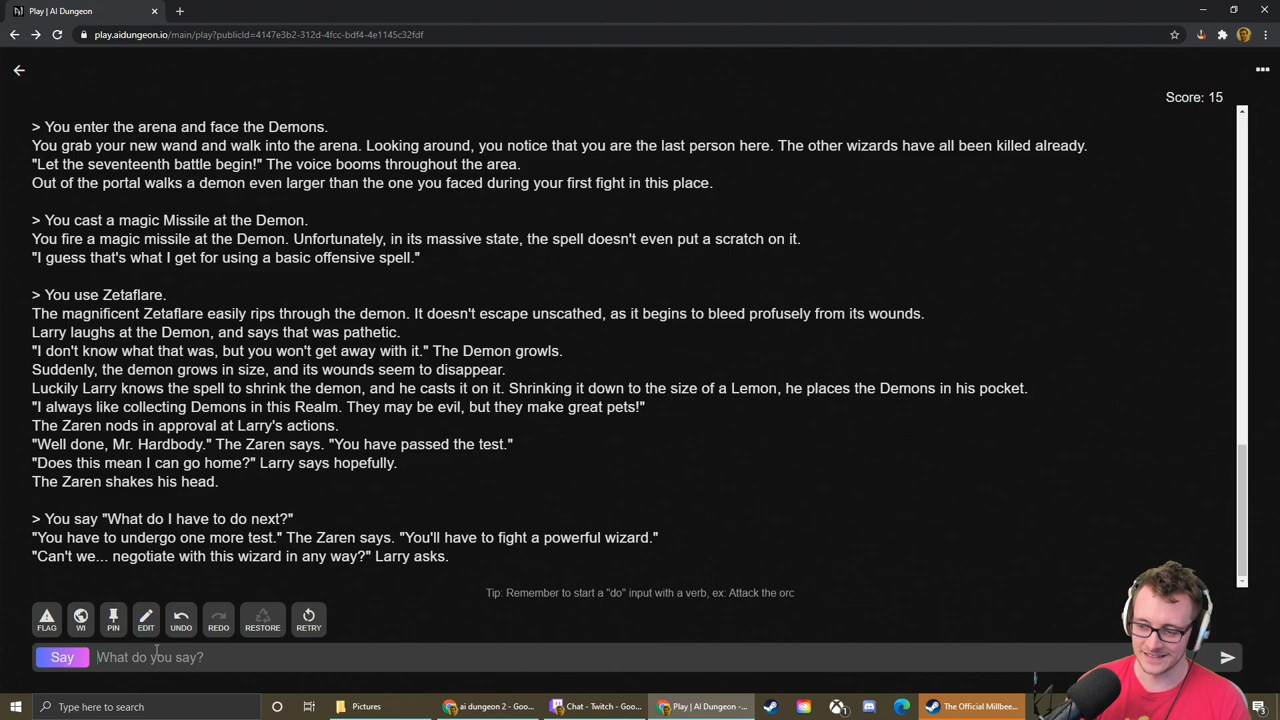 Play | AI Dungeon
play.aidungeon.io/main/play?publicId=4147e3b2-312d-4fcc-bdf4-4e1145c32fdf
Score: 15
> You enter the arena and face the Demons.
You grab your new wand and walk into the arena. Looking around, you notice that you are the last person here. The other wizards have all been killed already.
"Let the seventeenth battle begin!" The voice booms throughout the area.
Out of the portal walks a demon even larger than the one you faced during your first fight in this place.
> You cast a magic Missile at the Demon.
You fire a magic missile at the Demon. Unfortunately, in its massive state, the spell doesn't even put a scratch on it.
"I guess that's what I get for using a basic offensive spell."
> You use Zetaflare.
The magnificent Zetaflare easily rips through the demon. It doesn't escape unscathed, as it begins to bleed profusely from its wounds.
Larry laughs at the Demon, and says that was pathetic.
"I don't know what that was, but you won't get away with it." The Demon growls.
Suddenly, the demon grows in size, and its wounds seem to disappear.
Luckily Larry knows the spell to shrink the demon, and he casts it on it. Shrinking it down to the size of a Lemon, he places the Demons in his pocket.
"I always like collecting Demons in this Realm. They may be evil, but they make great pets!"
The Zaren nods in approval at Larry's actions.
"Well done, Mr. Hardbody." The Zaren says. "You have passed the test."
"Does this mean I can go home?" Larry says hopefully.
The Zaren shakes his head.
> You say "What do I have to do next?"
"You have to undergo one more test." The Zaren says. "You'll have to fight a powerful wizard."
"Can't we... negotiate with this wizard in any way?" Larry asks.
Tip: Remember to start a "do" input with a verb, ex: Attack the orc
FLAG WI PIN EDIT UNDO REDO RESTORE RETRY
Say What do you say?
Type here to search Pictures ai dungeon 2 - Goo... Chat - Twitch - Goo... Play | AI Dungeon -... The Official Millbee...